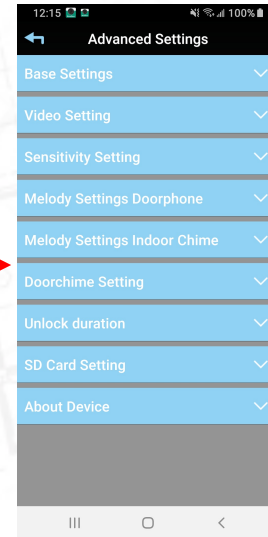 12:15 100%
Advanced Settings
Base Settings
Video Setting
Sensitivity Setting
Melody Settings Doorphone
Melody Settings Indoor Chime
Doorchime Setting
Unlock duration
SD Card Setting
About Device